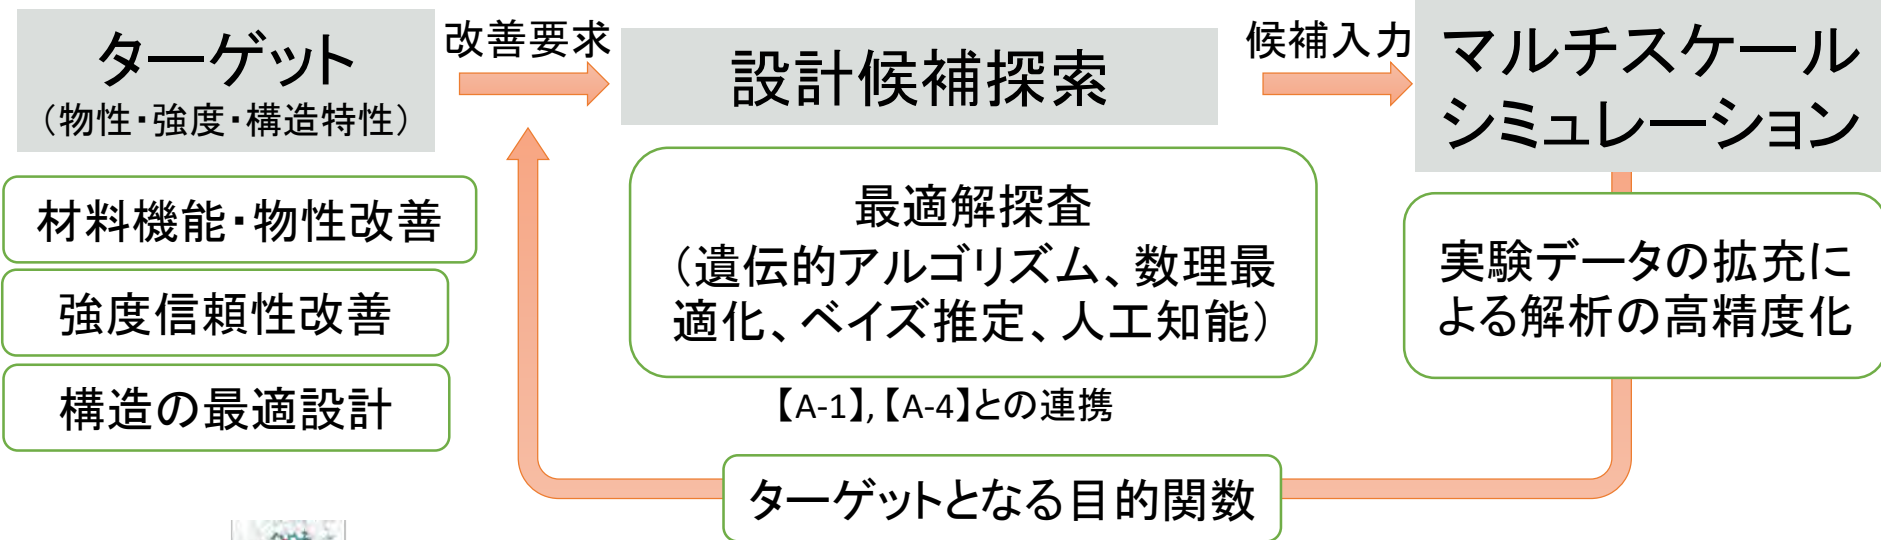 ターゲット
（物性・強度・構造特性）
改善要求
設計候補探索
候補入力
マルチスケール
シミュレーション
材料機能・物性改善
強度信頼性改善
構造の最適設計
最適解探査
（遺伝的アルゴリズム、数理最
適化、ベイズ推定、人工知能）
【A-1】,【A-4】との連携
実験データの拡充に
よる解析の高精度化
ターゲットとなる目的関数